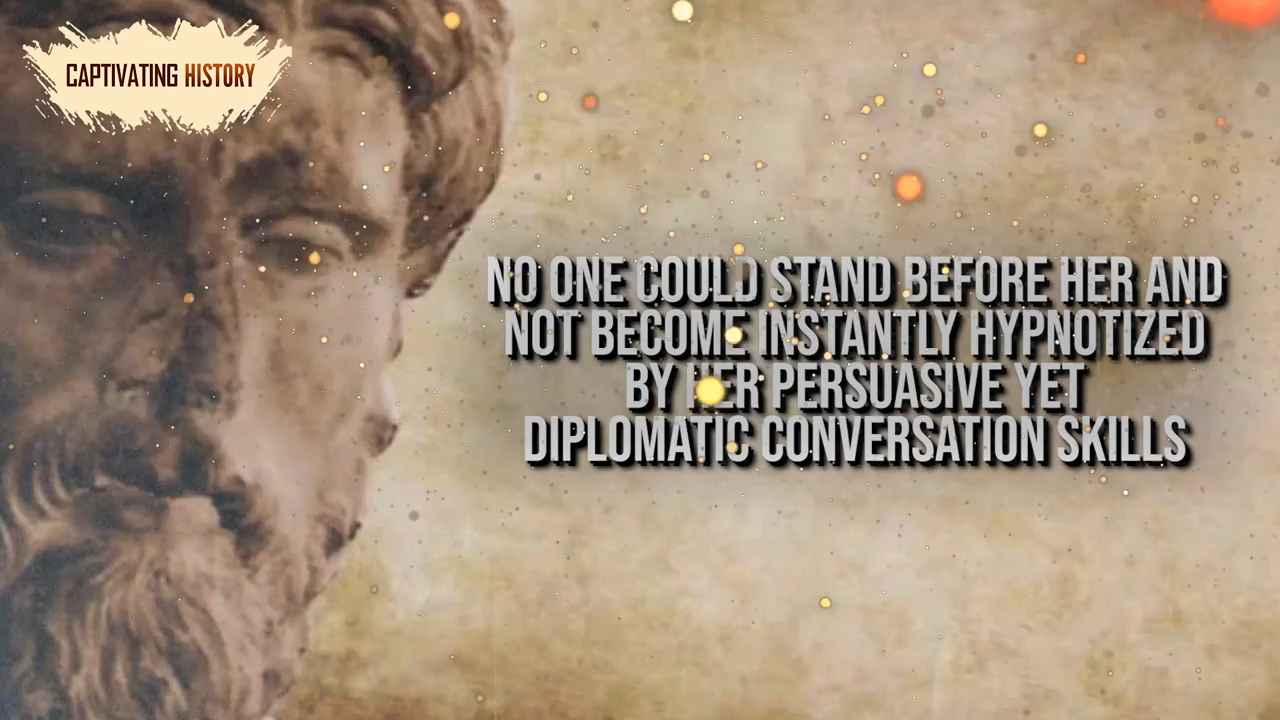 CAPTIVATING HISTORY
NO ONE COULD STAND BEFORE HER AND
NOT BECOME INSTANTLY HYPNOTIZED
BY HER PERSUASIVE YET
DIPLOMATIC CONVERSATION SKILLS